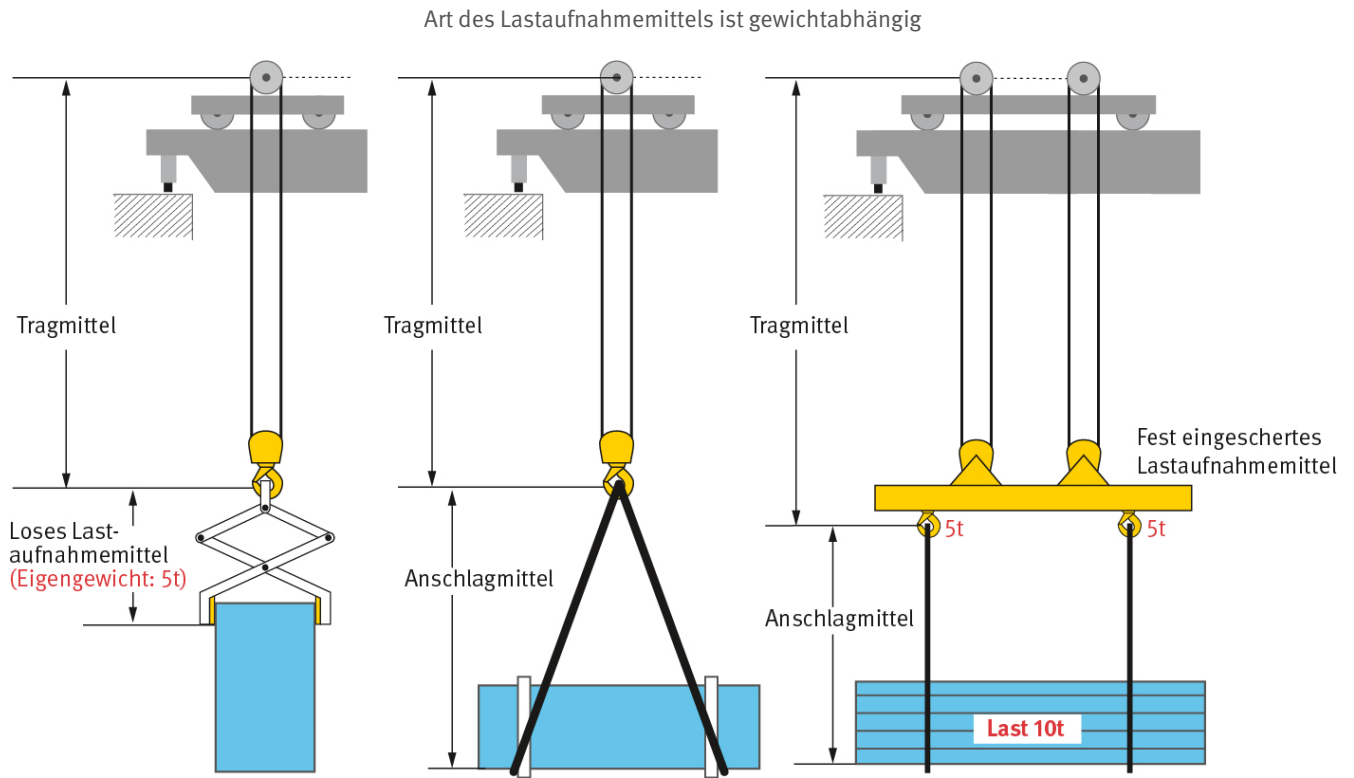 Art des Lastaufnahmemittels ist gewichtabhängig
Tragmittel
Loses Last-
aufnahmemittel
(Eigengewicht: 5t)
Tragmittel
Anschlagmittel
Tragmittel
Fest eingeschertes
Lastaufnahmemittel
5t
5t
Anschlagmittel
Last 10t